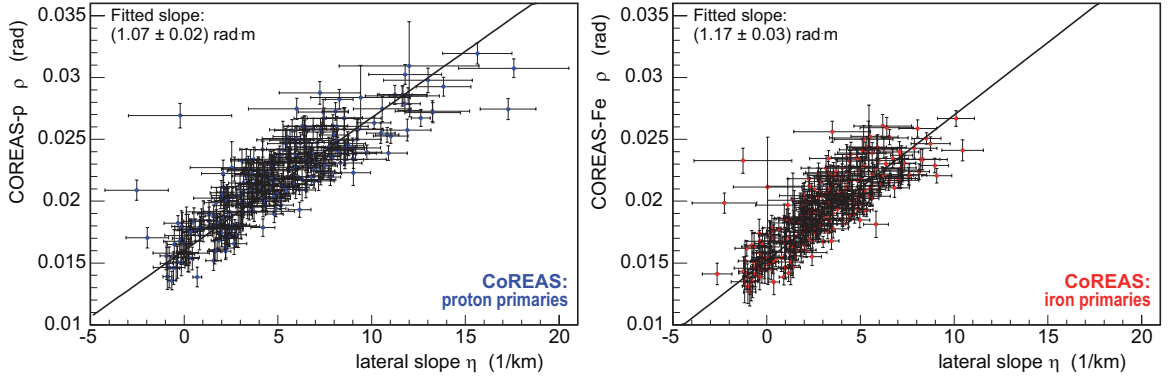 Fitted slope:
(1.07 ± 0.02) rad·m
COREAS-p ρ (rad)
0.035
0.03
0.025
0.02
0.015
0.01
CoREAS:
proton primaries
-5 0 5 10 15 20
lateral slope η (1/km)
Fitted slope:
(1.17 ± 0.03) rad·m
COREAS-Fe ρ (rad)
0.035
0.03
0.025
0.02
0.015
0.01
CoREAS:
iron primaries
-5 0 5 10 15 20
lateral slope η (1/km)